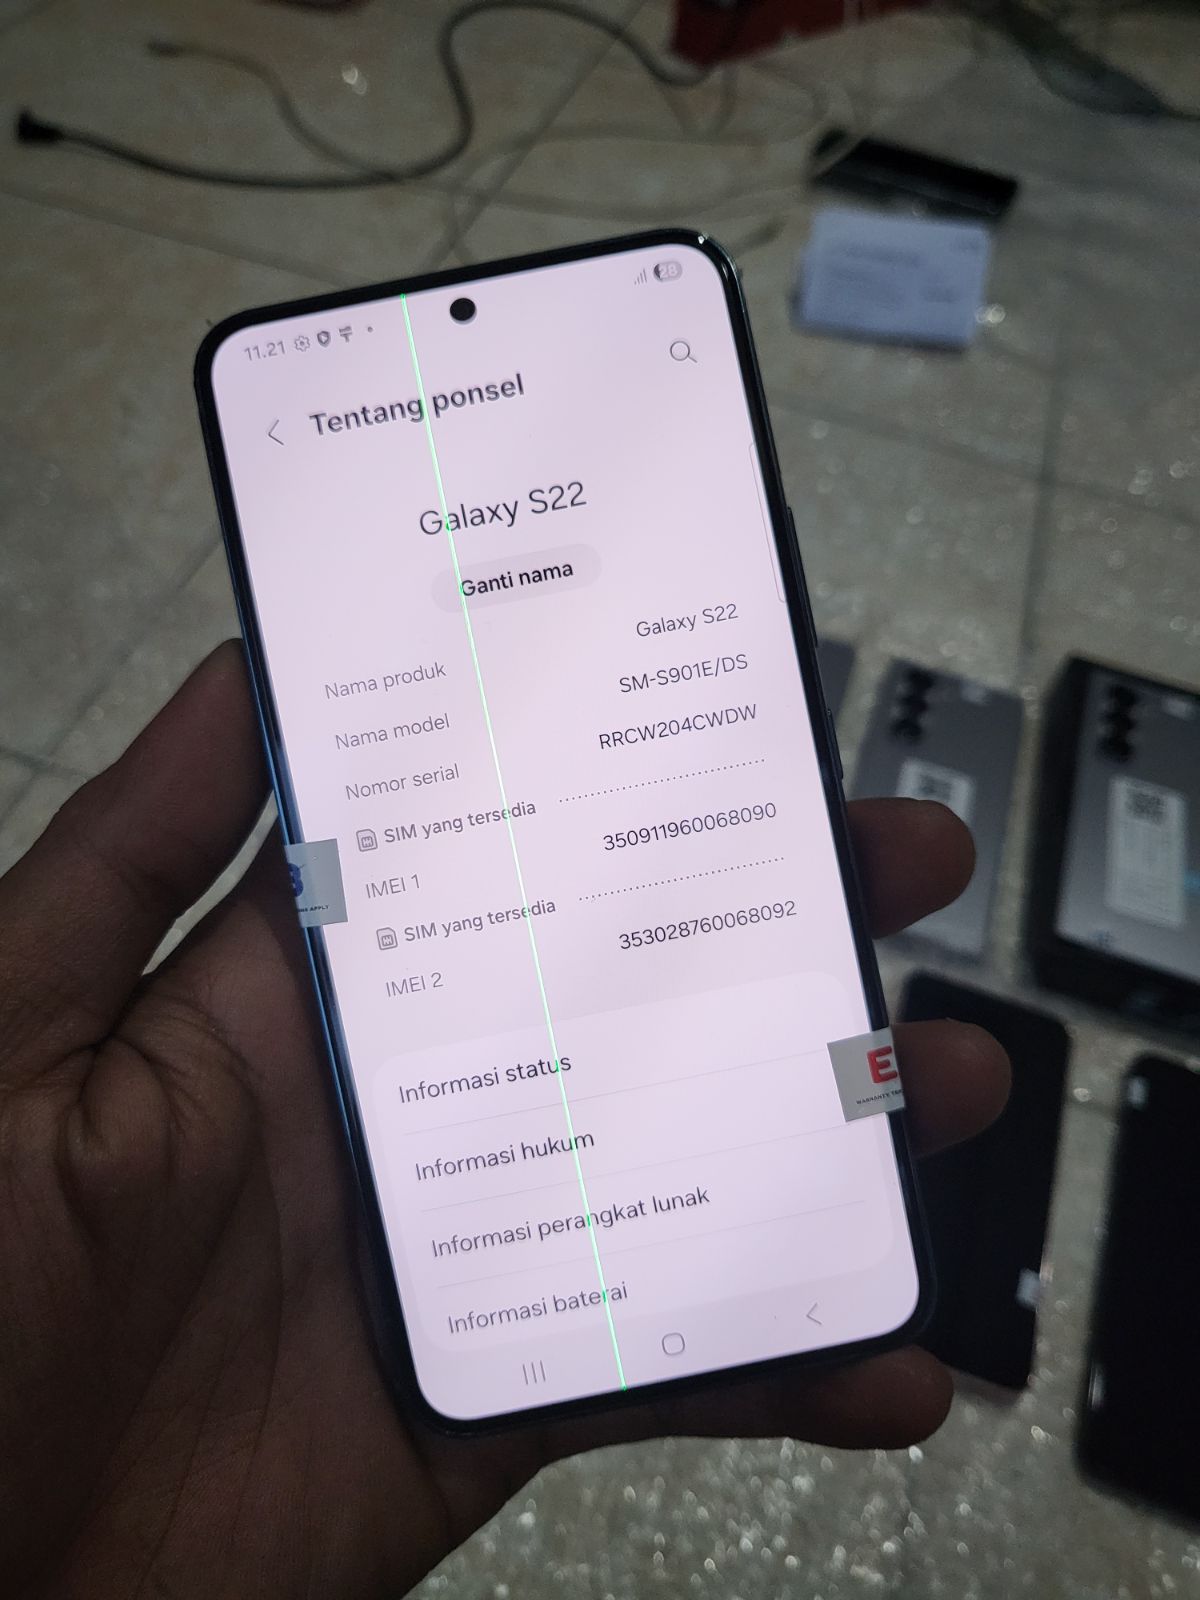 11.21
28
Tentang ponsel
Galaxy S22
Ganti nama
Nama produk Galaxy S22
Nama model SM-S901E/DS
Nomor serial RRCW204CWDW
SIM yang tersedia
IMEI 1 350911960068090
SIM yang tersedia
IMEI 2 353028760068092
Informasi status
Informasi hukum
Informasi perangkat lunak
Informasi baterai
APPLY
E
WARRANTY